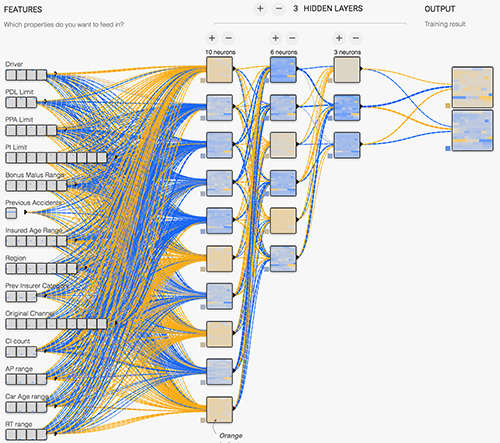 FEATURES
Which properties do you want to feed in?
+ − 3 HIDDEN LAYERS
OUTPUT
Training result
+ −
+ −
+ −
10 neurons
6 neurons
3 neurons
Driver
PDL Limit
PPA Limit
PI Limit
Bonus Malus Range
Previous Accidents
Insured Age Range
Region
Prev Insurer Category
Original Channel
CI count
AP range
Car Age range
RT range
Orange